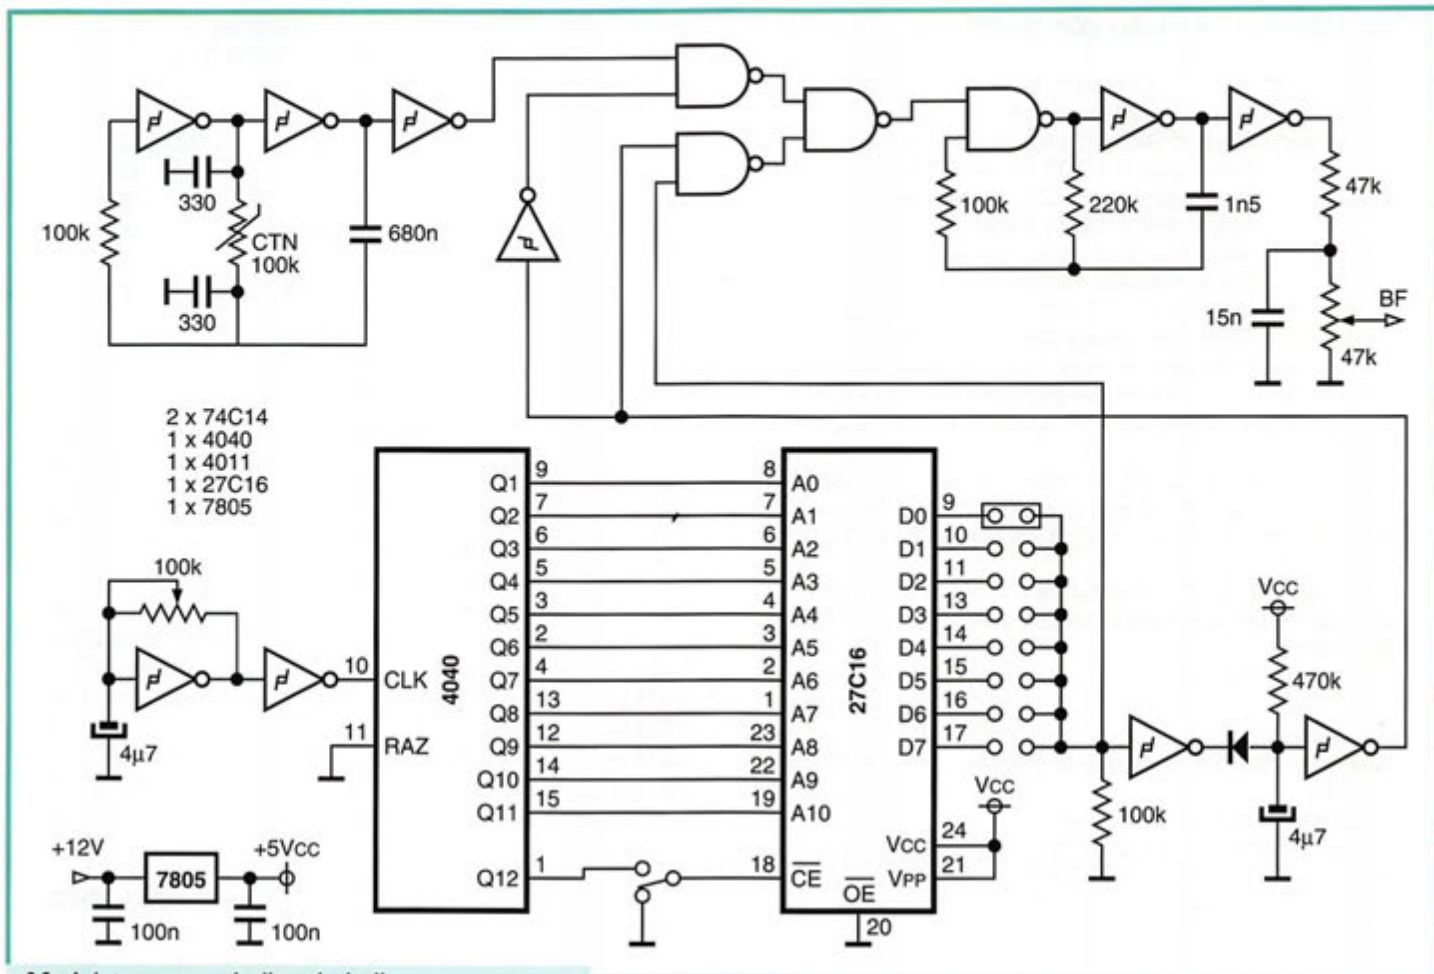 330
100k
CTN
100k
330
680n
100k
220k
1n5
47k
15n
BF
47k
2 x 74C14
1 x 4040
1 x 4011
1 x 27C16
1 x 7805
100k
4µ7
10 CLK
11 RAZ
4040
Q1 9
Q2 7
Q3 6
Q4 5
Q5 3
Q6 2
Q7 4
Q8 13
Q9 12
Q10 14
Q11 15
Q12 1
8 A0
7 A1
6 A2
5 A3
4 A4
3 A5
2 A6
1 A7
23 A8
22 A9
19 A10
18 CE
OE
20
27C16
D0 9
D1 10
D2 11
D3 13
D4 14
D5 15
D6 16
D7 17
VCC 24
VPP 21
VCC
100k
VCC
470k
4µ7
+12V
7805
+5VCC
100n
100n